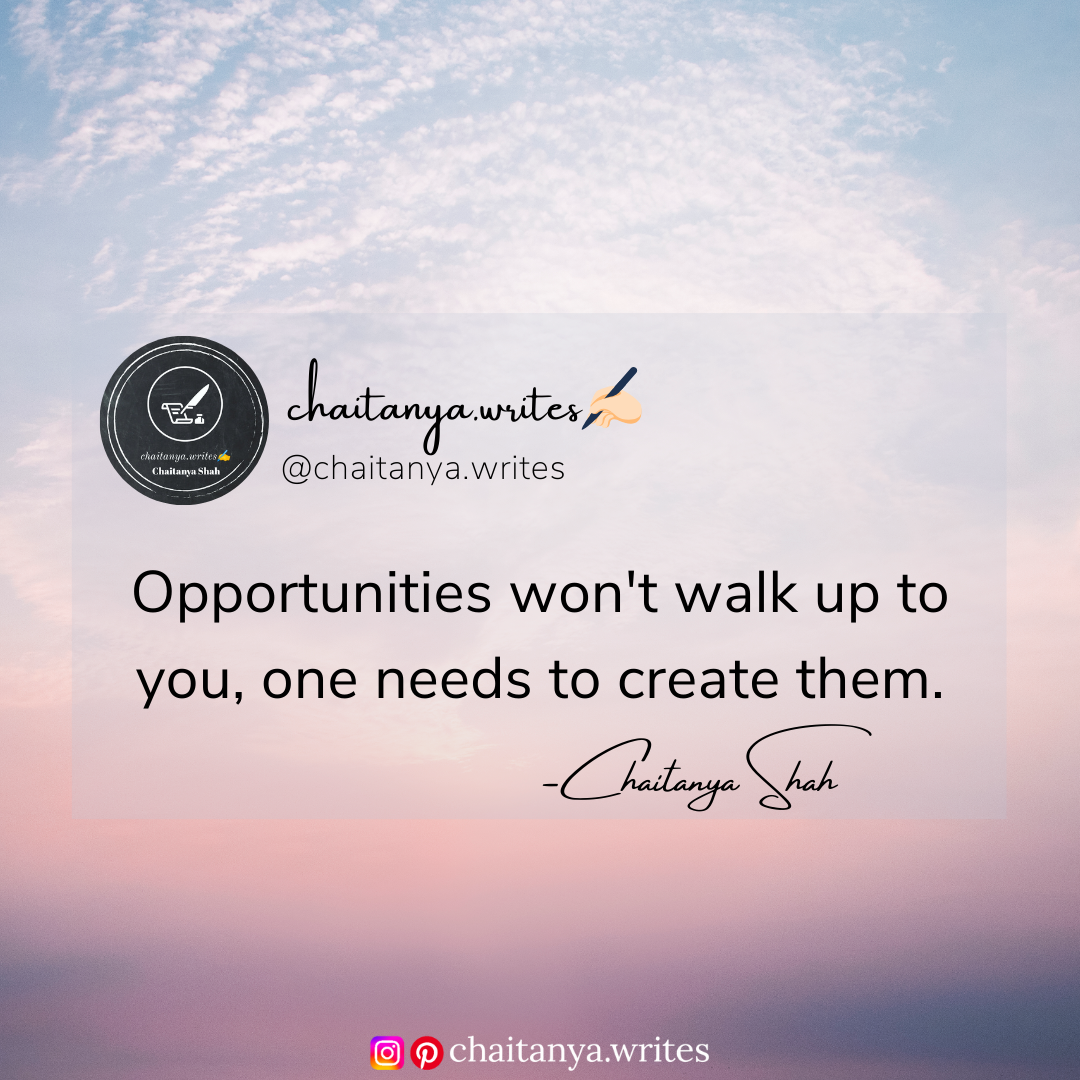 chaitanya.writes
@chaitanya.writes
chaitanya.writes✍
Chaitanya Shah
Opportunities won't walk up to
you, one needs to create them.
-Chaitanya Shah
chaitanya.writes